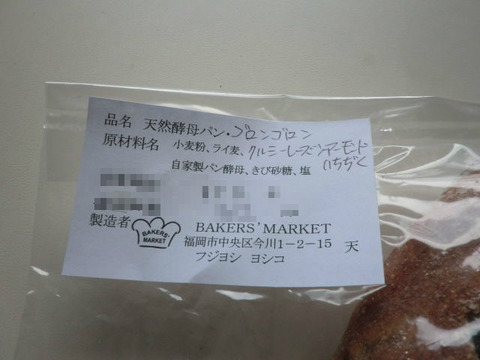 品名 天然酵母パン・ゴロンゴロン
原材料名 小麦粉、ライ麦、クルミ・レーズン・アーモンド
いちぢく
自家製パン酵母、きび砂糖、塩
製造者 BAKERS' MARKET BAKERS' MARKET
福岡市中央区今川1-2-15 天
フジヨシ ヨシコ